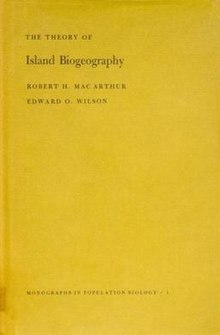 THE THEORY OF
Island Biogeography
ROBERT H. MAC ARTHUR
EDWARD O. WILSON
MONOGRAPHS IN POPULATION BIOLOGY · 1